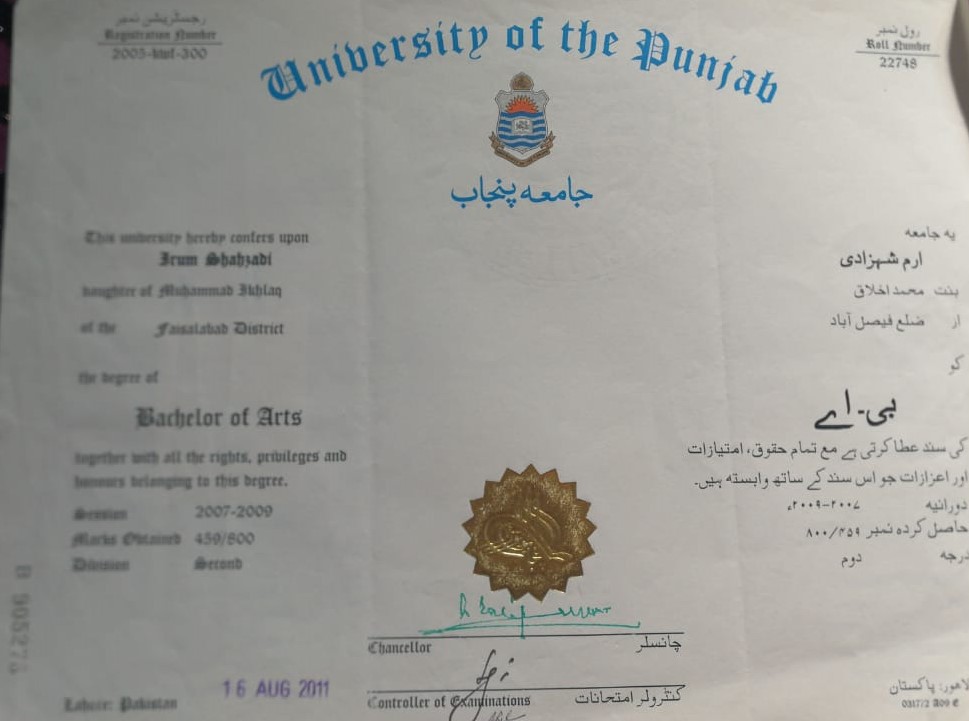 رجسٹریشن نمبر
Registration Number
رول نمبر
Roll Number
22748
University of the Punjab
جامعہ پنجاب
This university hereby confers upon
Irum Shahzadi
daughter of Muhammad Ikhlaq
of the Faisalabad District
the degree of
Bachelor of Arts
together with all the rights, privileges and
honours belonging to this degree.
Session 2007-2009
Marks Obtained 459/800
Division Second
یہ جامعہ
ارم شہزادی
بنت محمد اخلاق
از ضلع فیصل آباد
کو
بی-اے
کی سند عطا کرتی ہے مع تمام حقوق، امتیازات
اور اعزازات جو اس سند کے ساتھ وابستہ ہیں۔
دورانیہ ۲۰۰۷-۲۰۰۹ء
حاصل کردہ نمبر ۴۵۹/۸۰۰
درجہ دوم
Chancellor چانسلر
Controller of Examinations کنٹرولر امتحانات
16 AUG 2011
Lahore: Pakistan
لاہور: پاکستان